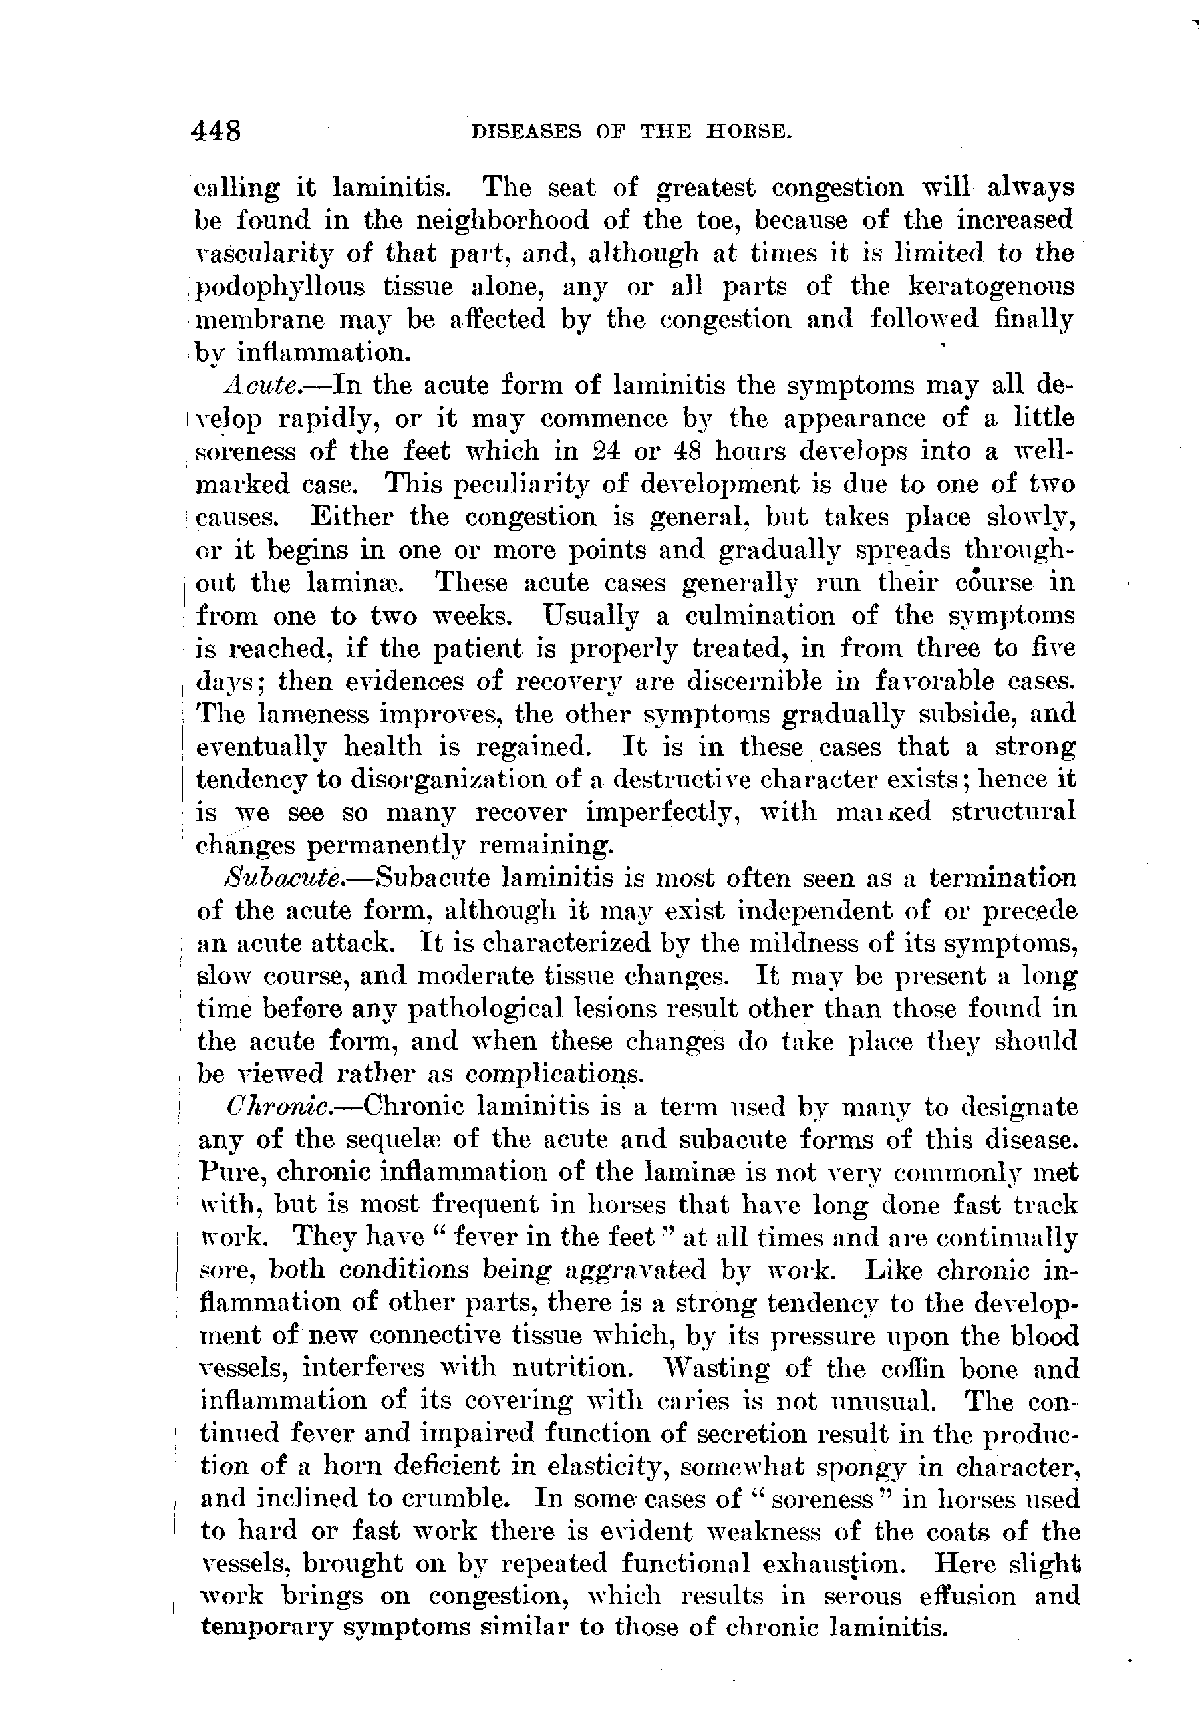 448 DISEASES OF THE HORSE.
calling it laminitis. The seat of greatest congestion will always
be found in the neighborhood of the toe, because of the increased
vascularity of that part, and, although at times it is limited to the
podophyllous tissue alone, any or all parts of the keratogenous
membrane may be affected by the congestion and followed finally
by inflammation.
Acute.—In the acute form of laminitis the symptoms may all de-
velop rapidly, or it may commence by the appearance of a little
soreness of the feet which in 24 or 48 hours develops into a well-
marked case. This peculiarity of development is due to one of two
causes. Either the congestion is general, but takes place slowly,
or it begins in one or more points and gradually spreads through-
out the laminæ. These acute cases generally run their course in
from one to two weeks. Usually a culmination of the symptoms
is reached, if the patient is properly treated, in from three to five
days; then evidences of recovery are discernible in favorable cases.
The lameness improves, the other symptoms gradually subside, and
eventually health is regained. It is in these cases that a strong
tendency to disorganization of a destructive character exists; hence it
is we see so many recover imperfectly, with marked structural
changes permanently remaining.
Subacute.—Subacute laminitis is most often seen as a termination
of the acute form, although it may exist independent of or precede
an acute attack. It is characterized by the mildness of its symptoms,
slow course, and moderate tissue changes. It may be present a long
time before any pathological lesions result other than those found in
the acute form, and when these changes do take place they should
be viewed rather as complications.
Chronic.—Chronic laminitis is a term used by many to designate
any of the sequelæ of the acute and subacute forms of this disease.
Pure, chronic inflammation of the laminæ is not very commonly met
with, but is most frequent in horses that have long done fast track
work. They have "fever in the feet" at all times and are continually
sore, both conditions being aggravated by work. Like chronic in-
flammation of other parts, there is a strong tendency to the develop-
ment of new connective tissue which, by its pressure upon the blood
vessels, interferes with nutrition. Wasting of the coffin bone and
inflammation of its covering with caries is not unusual. The con-
tinued fever and impaired function of secretion result in the produc-
tion of a horn deficient in elasticity, somewhat spongy in character,
and inclined to crumble. In some cases of "soreness" in horses used
to hard or fast work there is evident weakness of the coats of the
vessels, brought on by repeated functional exhaustion. Here slight
work brings on congestion, which results in serous effusion and
temporary symptoms similar to those of chronic laminitis.